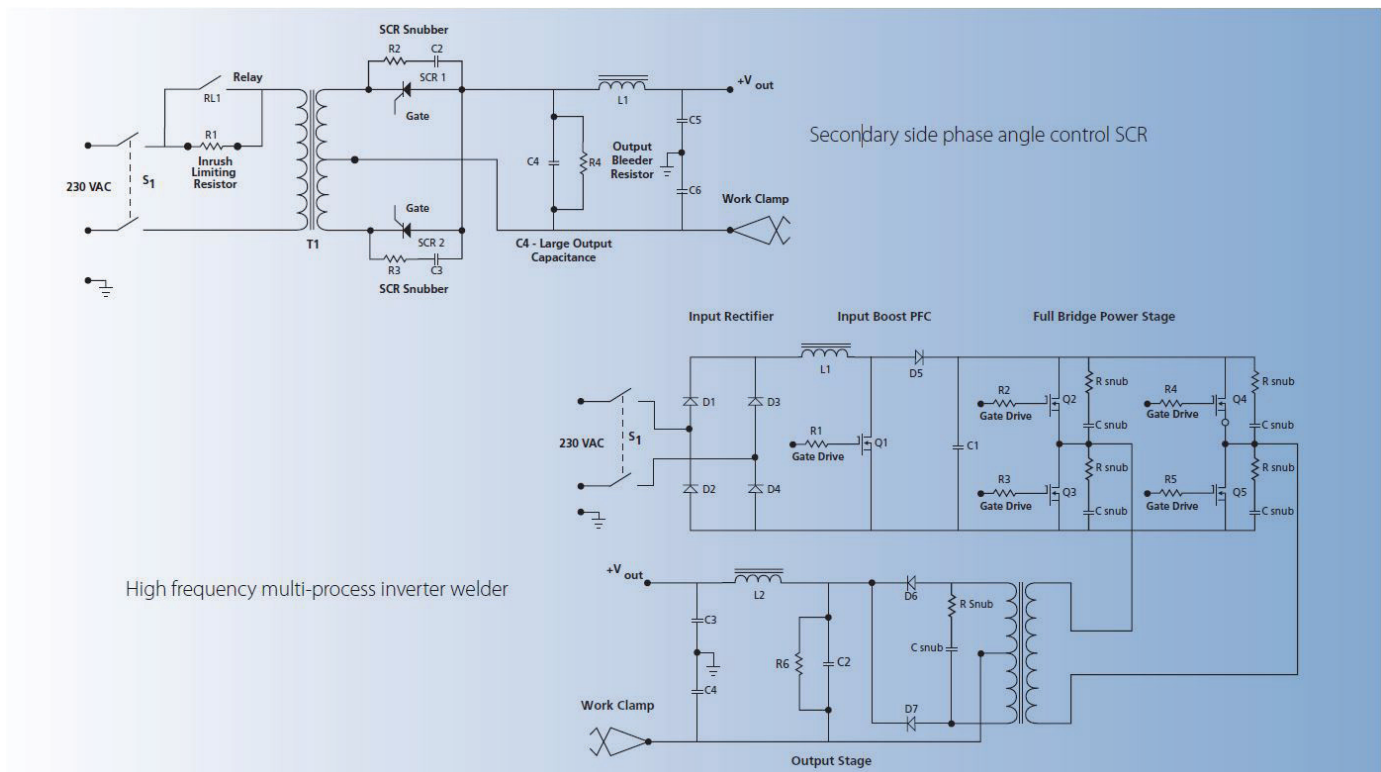 SCR Snubber
R2
C2
SCR 1
Gate
Relay
RL1
R1
Inrush
Limiting
Resistor
230 VAC
S1
T1
Gate
SCR 2
R3
C3
SCR Snubber
C4
R4
Output
Bleeder
Resistor
C4 - Large Output
Capacitance
L1
C5
C6
+V out
Work Clamp
Secondary side phase angle control SCR
Input Rectifier
Input Boost PFC
Full Bridge Power Stage
230 VAC
S1
D1
D3
D2
D4
L1
D5
R1
Gate Drive
Q1
C1
R2
Gate Drive
Q2
R snub
C snub
R3
Gate Drive
Q3
R snub
C snub
R4
Gate Drive
Q4
R snub
C snub
R5
Gate Drive
Q5
R snub
C snub
High frequency multi-process inverter welder
+V out
L2
D6
R Snub
C snub
C3
R6
C2
C4
D7
Work Clamp
Output Stage